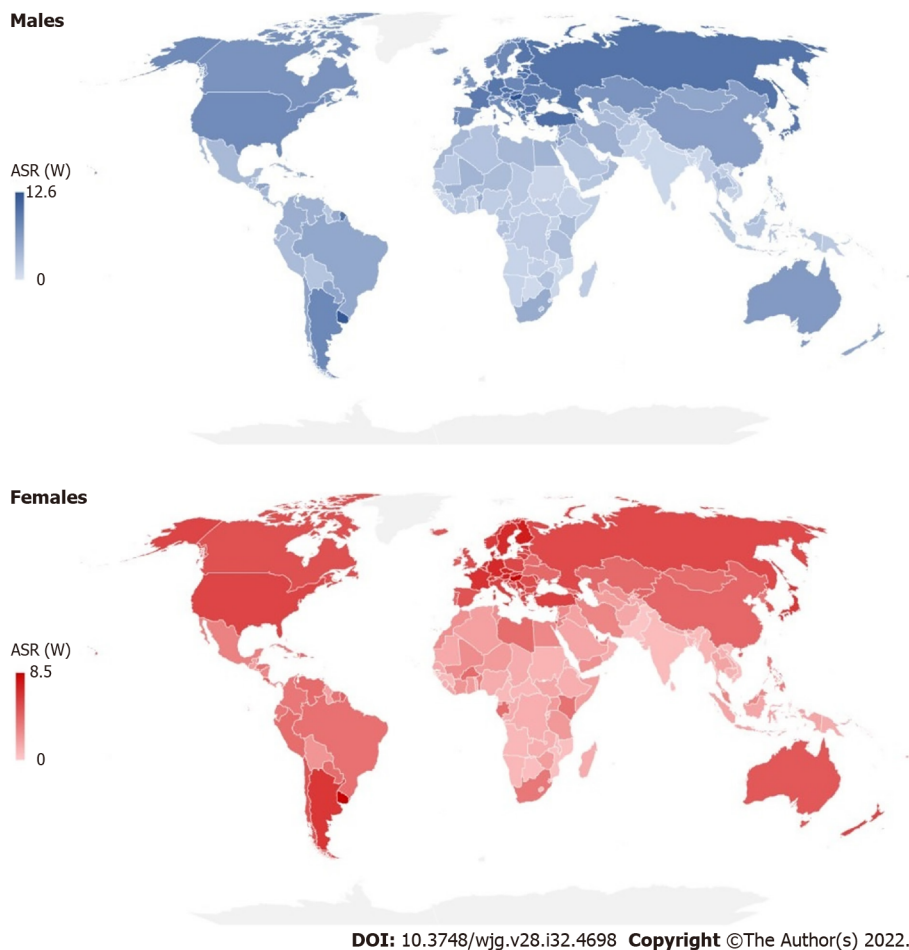 Males
ASR (W)
12.6
0
Females
ASR (W)
8.5
0
DOI: 10.3748/wjg.v28.i32.4698 Copyright ©The Author(s) 2022.